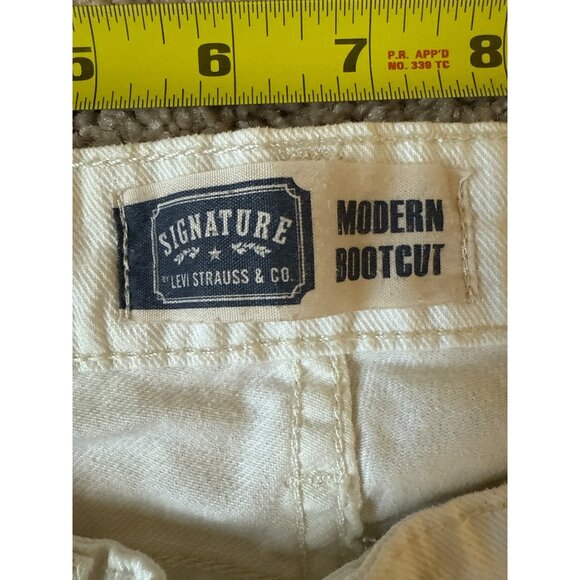 5 6 7 8
P.R. APP'D
NO. 339 TC
SIGNATURE
BY LEVI STRAUSS & CO.
MODERN
BOOTCUT